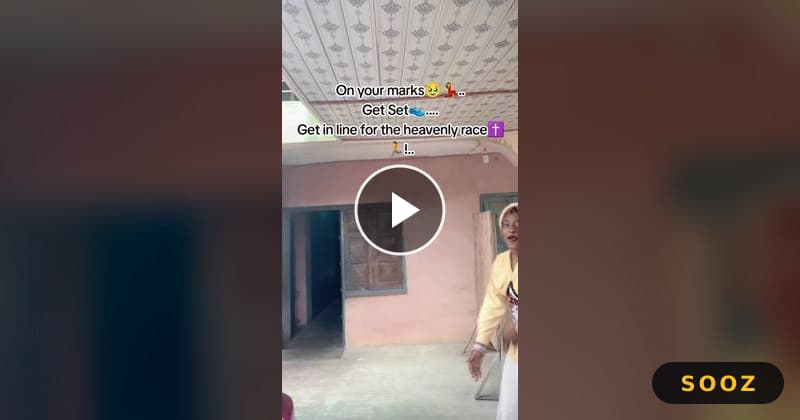 On your marks🥹💃..
Get Set👟....
Get in line for the heavenly race✝️
🏃!..
SOOZ